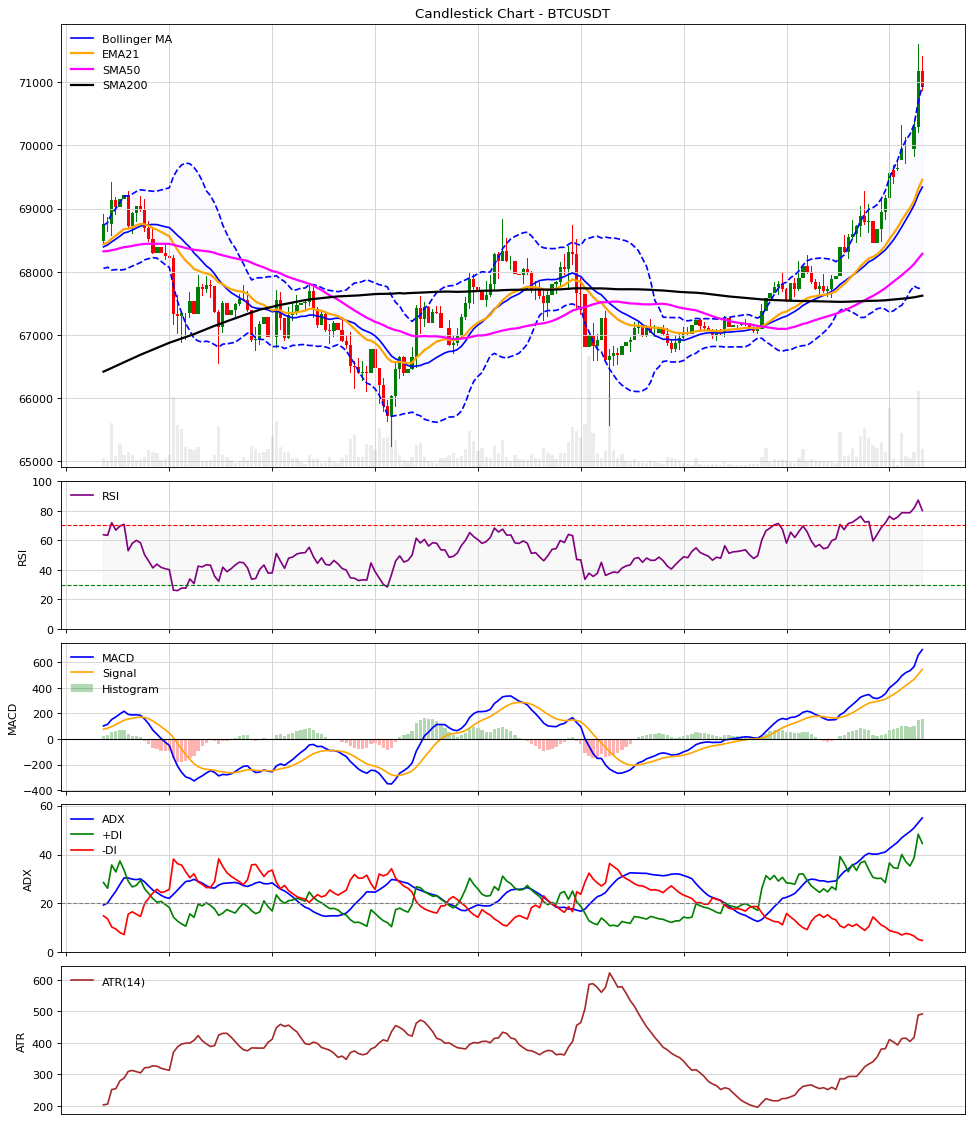 Candlestick Chart - BTCUSDT
Bollinger MA
EMA21
SMA50
SMA200
71000
70000
69000
68000
67000
66000
65000
100
80
60
40
20
0
RSI
RSI
600
400
200
0
−200
−400
MACD
MACD
Signal
Histogram
60
40
20
0
ADX
ADX
+DI
-DI
600
500
400
300
200
ATR
ATR(14)